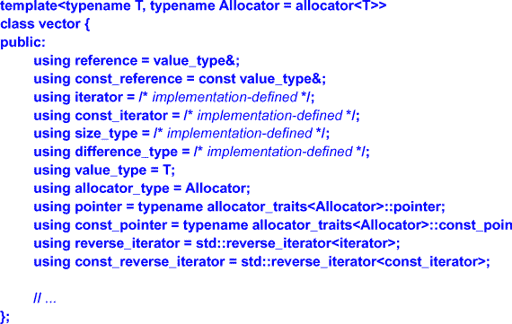 template<typename T, typename Allocator = allocator<T>>
class vector {
public:
using reference = value_type&;
using const_reference = const value_type&;
using iterator = /* implementation-defined */;
using const_iterator = /* implementation-defined */;
using size_type = /* implementation-defined */;
using difference_type = /* implementation-defined */;
using value_type = T;
using allocator_type = Allocator;
using pointer = typename allocator_traits<Allocator>::pointer;
using const_pointer = typename allocator_traits<Allocator>::const_poin
using reverse_iterator = std::reverse_iterator<iterator>;
using const_reverse_iterator = std::reverse_iterator<const_iterator>;
// ...
};